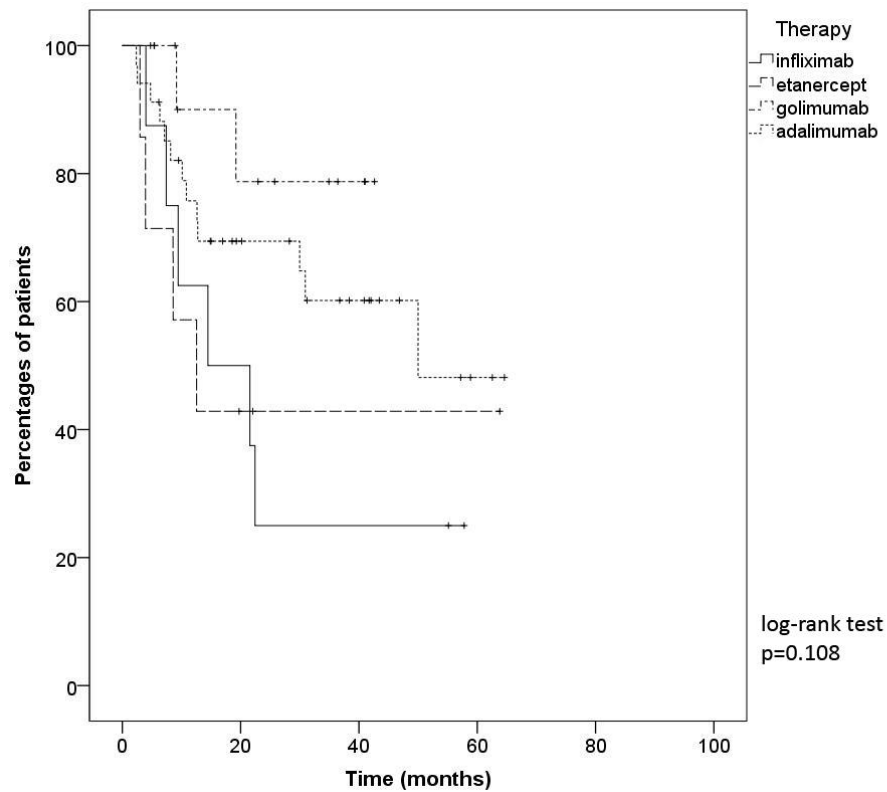 Therapy
infliximab
etanercept
golimumab
adalimumab
100
80
60
40
20
0
Percentages of patients
0 20 40 60 80 100
Time (months)
log-rank test
p=0.108